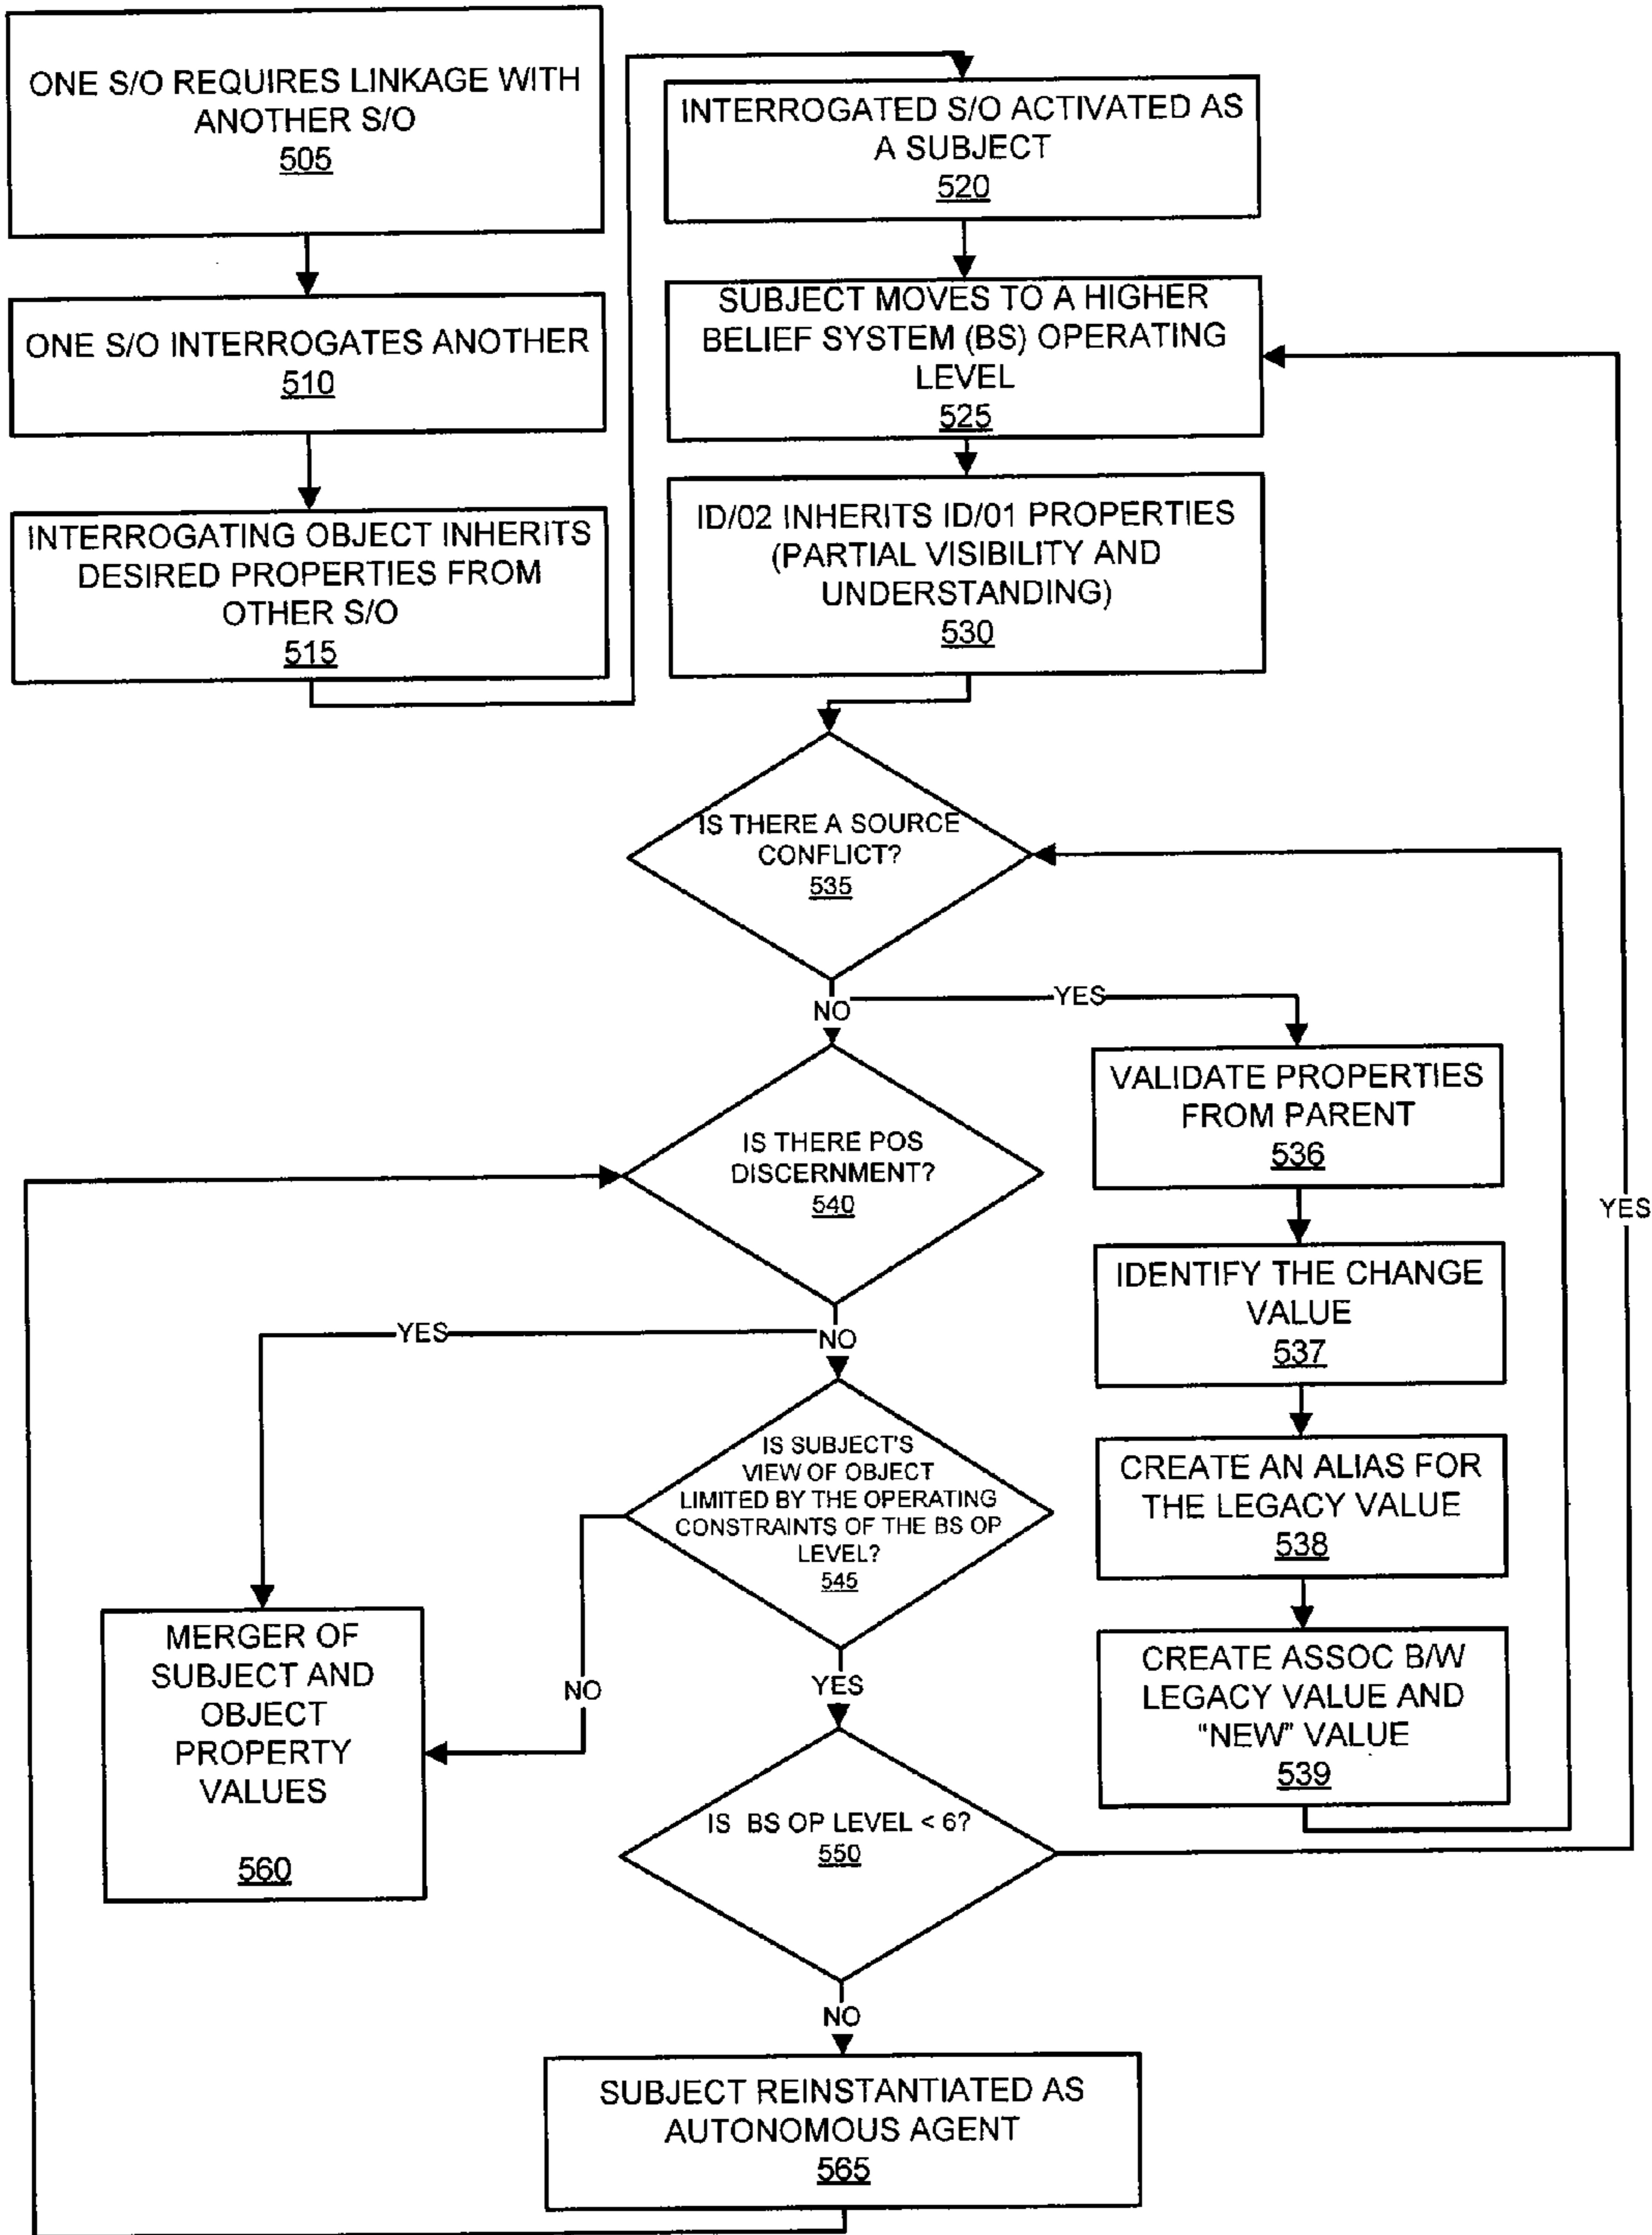 ONE S/O REQUIRES LINKAGE WITH
ANOTHER S/O
505
ONE S/O INTERROGATES ANOTHER
510
INTERROGATING OBJECT INHERITS
DESIRED PROPERTIES FROM
OTHER S/O
515
INTERROGATED S/O ACTIVATED AS
A SUBJECT
520
SUBJECT MOVES TO A HIGHER
BELIEF SYSTEM (BS) OPERATING
LEVEL
525
ID/02 INHERITS ID/01 PROPERTIES
(PARTIAL VISIBILITY AND
UNDERSTANDING)
530
IS THERE A SOURCE
CONFLICT?
535
NO
YES
VALIDATE PROPERTIES
FROM PARENT
536
IDENTIFY THE CHANGE
VALUE
537
CREATE AN ALIAS FOR
THE LEGACY VALUE
538
CREATE ASSOC B/W
LEGACY VALUE AND
"NEW" VALUE
539
IS THERE POS
DISCERNMENT?
540
YES
NO
IS SUBJECT'S
VIEW OF OBJECT
LIMITED BY THE OPERATING
CONSTRAINTS OF THE BS OP
LEVEL?
545
NO
YES
MERGER OF
SUBJECT AND
OBJECT
PROPERTY
VALUES
560
IS BS OP LEVEL < 6?
550
YES
NO
SUBJECT REINSTANTIATED AS
AUTONOMOUS AGENT
565